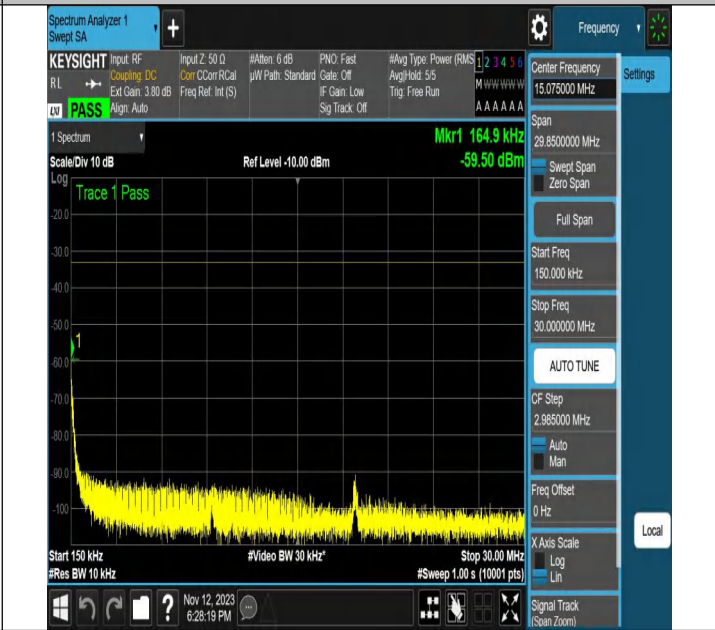 Spectrum Analyzer 1
Swept SA
+
Frequency
KEYSIGHT
RL
LXI
PASS
Input: RF
Coupling: DC
Ext Gain: 3.80 dB
Align: Auto
Input Z: 50 Ω
Corr CCorr RCal
Freq Ref: Int (S)
#Atten: 6 dB
µW Path: Standard
PNO: Fast
Gate: Off
IF Gain: Low
Sig Track: Off
#Avg Type: Power (RMS
Avg|Hold: 5/5
Trig: Free Run
1 2 3 4 5 6
M W W W W W
A A A A A A
1 Spectrum
Scale/Div 10 dB
Ref Level -10.00 dBm
Mkr1 164.9 kHz
-59.50 dBm
Log
Trace 1 Pass
-20.0
-30.0
-40.0
-50.0
1
-60.0
-70.0
-80.0
-90.0
-100
Start 150 kHz
#Video BW 30 kHz*
Stop 30.00 MHz
#Res BW 10 kHz
#Sweep 1.00 s (10001 pts)
?
Nov 12, 2023
6:28:19 PM
Center Frequency
15.075000 MHz
Settings
Span
29.8500000 MHz
Swept Span
Zero Span
Full Span
Start Freq
150.000 kHz
Stop Freq
30.000000 MHz
AUTO TUNE
CF Step
2.985000 MHz
Auto
Man
Freq Offset
0 Hz
X Axis Scale
Log
Lin
Local
Signal Track
(Span Zoom)